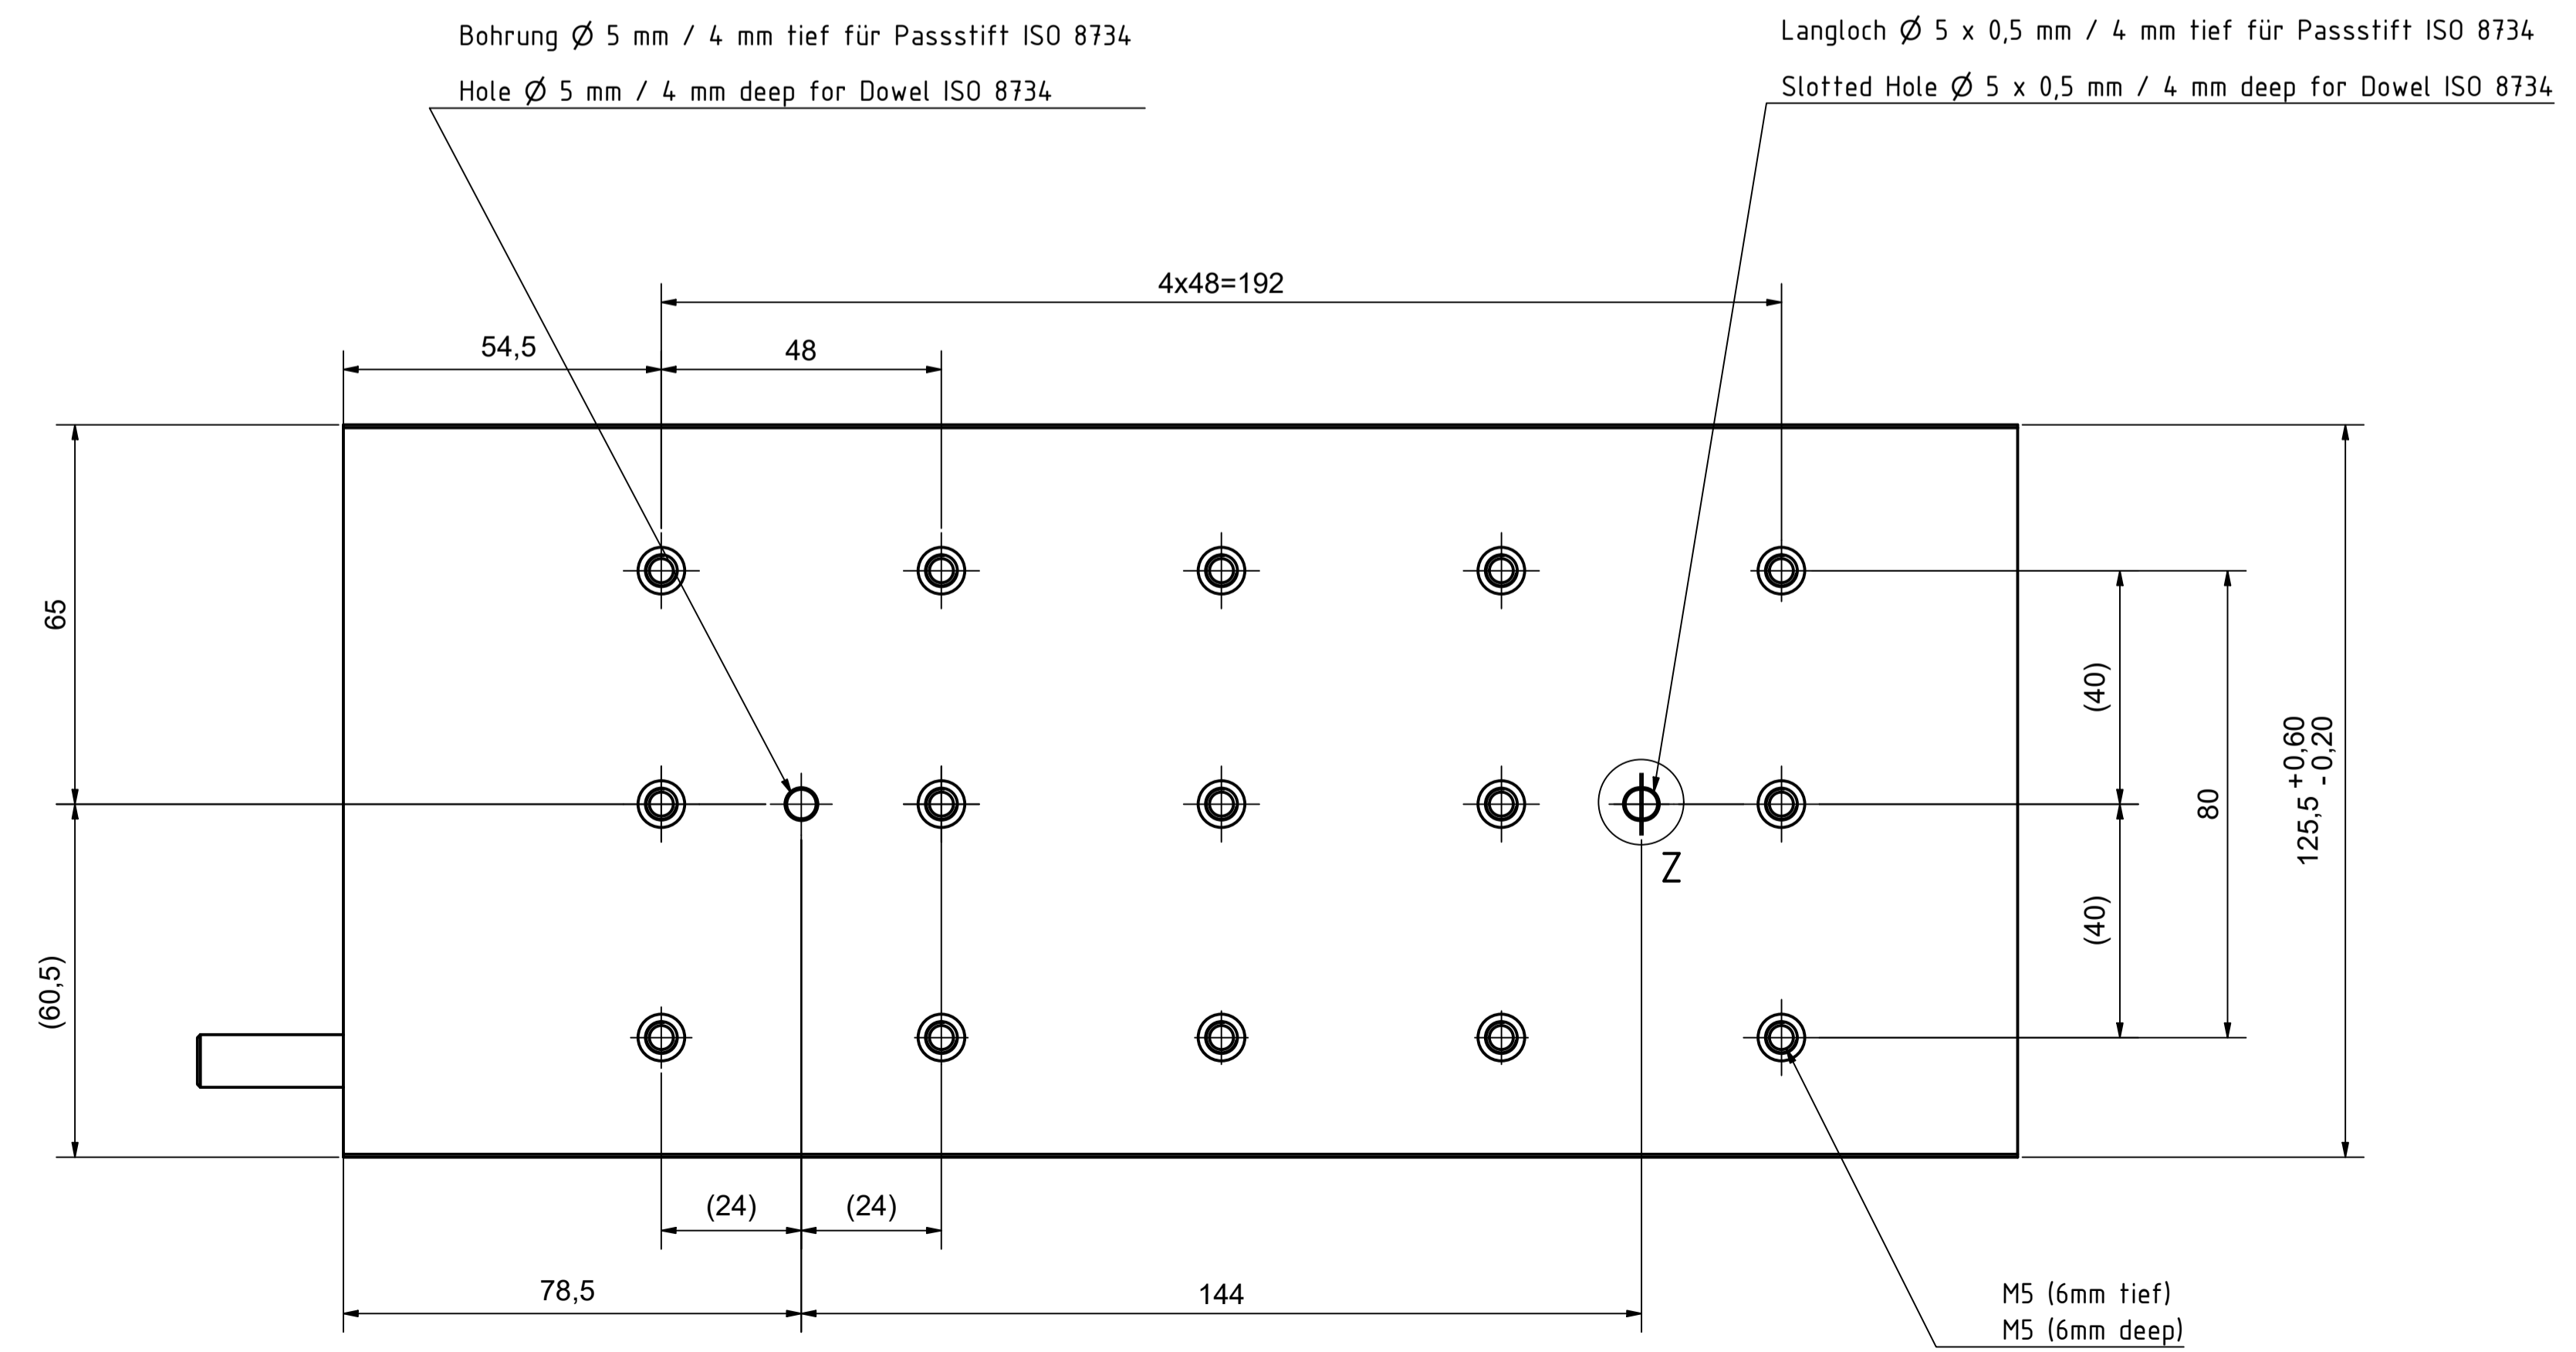 Bohrung Ø 5 mm / 4 mm tief für Passstift ISO 8734
Hole Ø 5 mm / 4 mm deep for Dowel ISO 8734
Langloch Ø 5 x 0,5 mm / 4 mm tief für Passstift ISO 8734
Slotted Hole Ø 5 x 0,5 mm / 4 mm deep for Dowel ISO 8734
4x48=192
54,5
48
65
(40)
80
125,5 +0,60 -0,20
Z
(40)
(60,5)
(24)
(24)
78,5
144
M5 (6mm tief)
M5 (6mm deep)